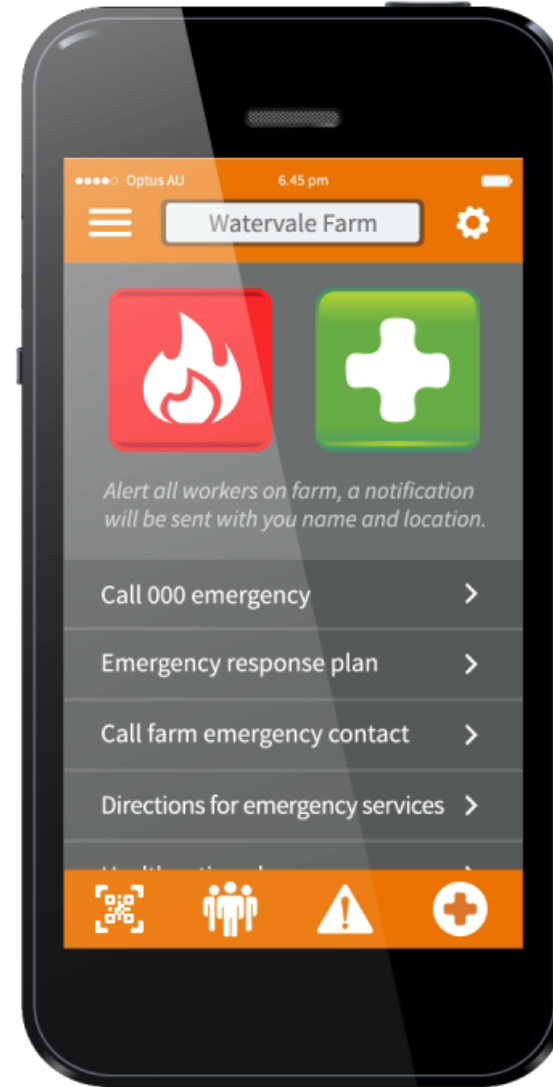 Optus AU 6.45 pm
Watervale Farm
Alert all workers on farm, a notification
will be sent with you name and location.
Call 000 emergency
Emergency response plan
Call farm emergency contact
Directions for emergency services